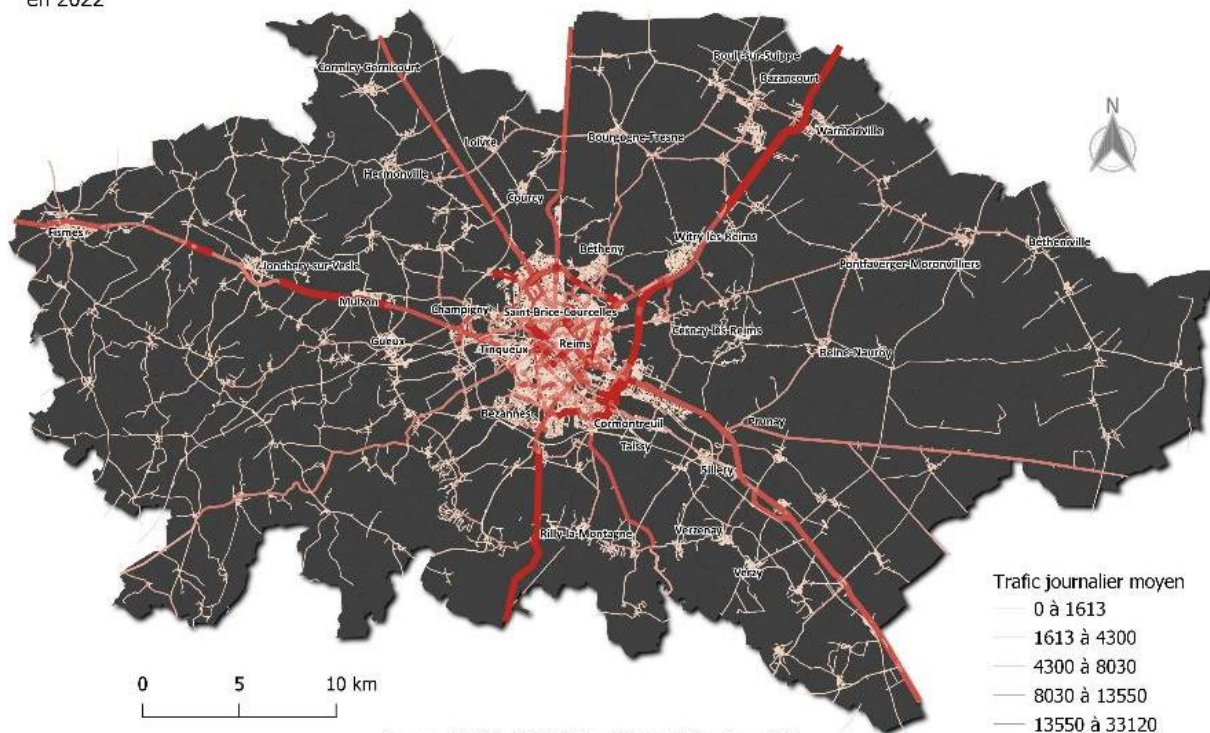 en 2022
Boult-sur-Suippe
Cormicy-Gernicourt
Bazancourt
N
Warmeriville
Loivre
Bourgogne-Fresne
Hermonville
Courcy
Fismes
Bétheny
Witry-lès-Reims
Bétheniville
Jonchery-sur-Vesle
Pontfaverger-Moronvilliers
Muizon
Champigny
Saint-Brice-Courcelles
Cernay-lès-Reims
Gueux
Tinqueux
Reims
Beine-Nauroy
Bezannes
Cormontreuil
Prunay
Taissy
Sillery
Rilly-la-Montagne
Verzenay
Verzy
Trafic journalier moyen
0 à 1613
1613 à 4300
4300 à 8030
8030 à 13550
13550 à 33120
0 5 10 km